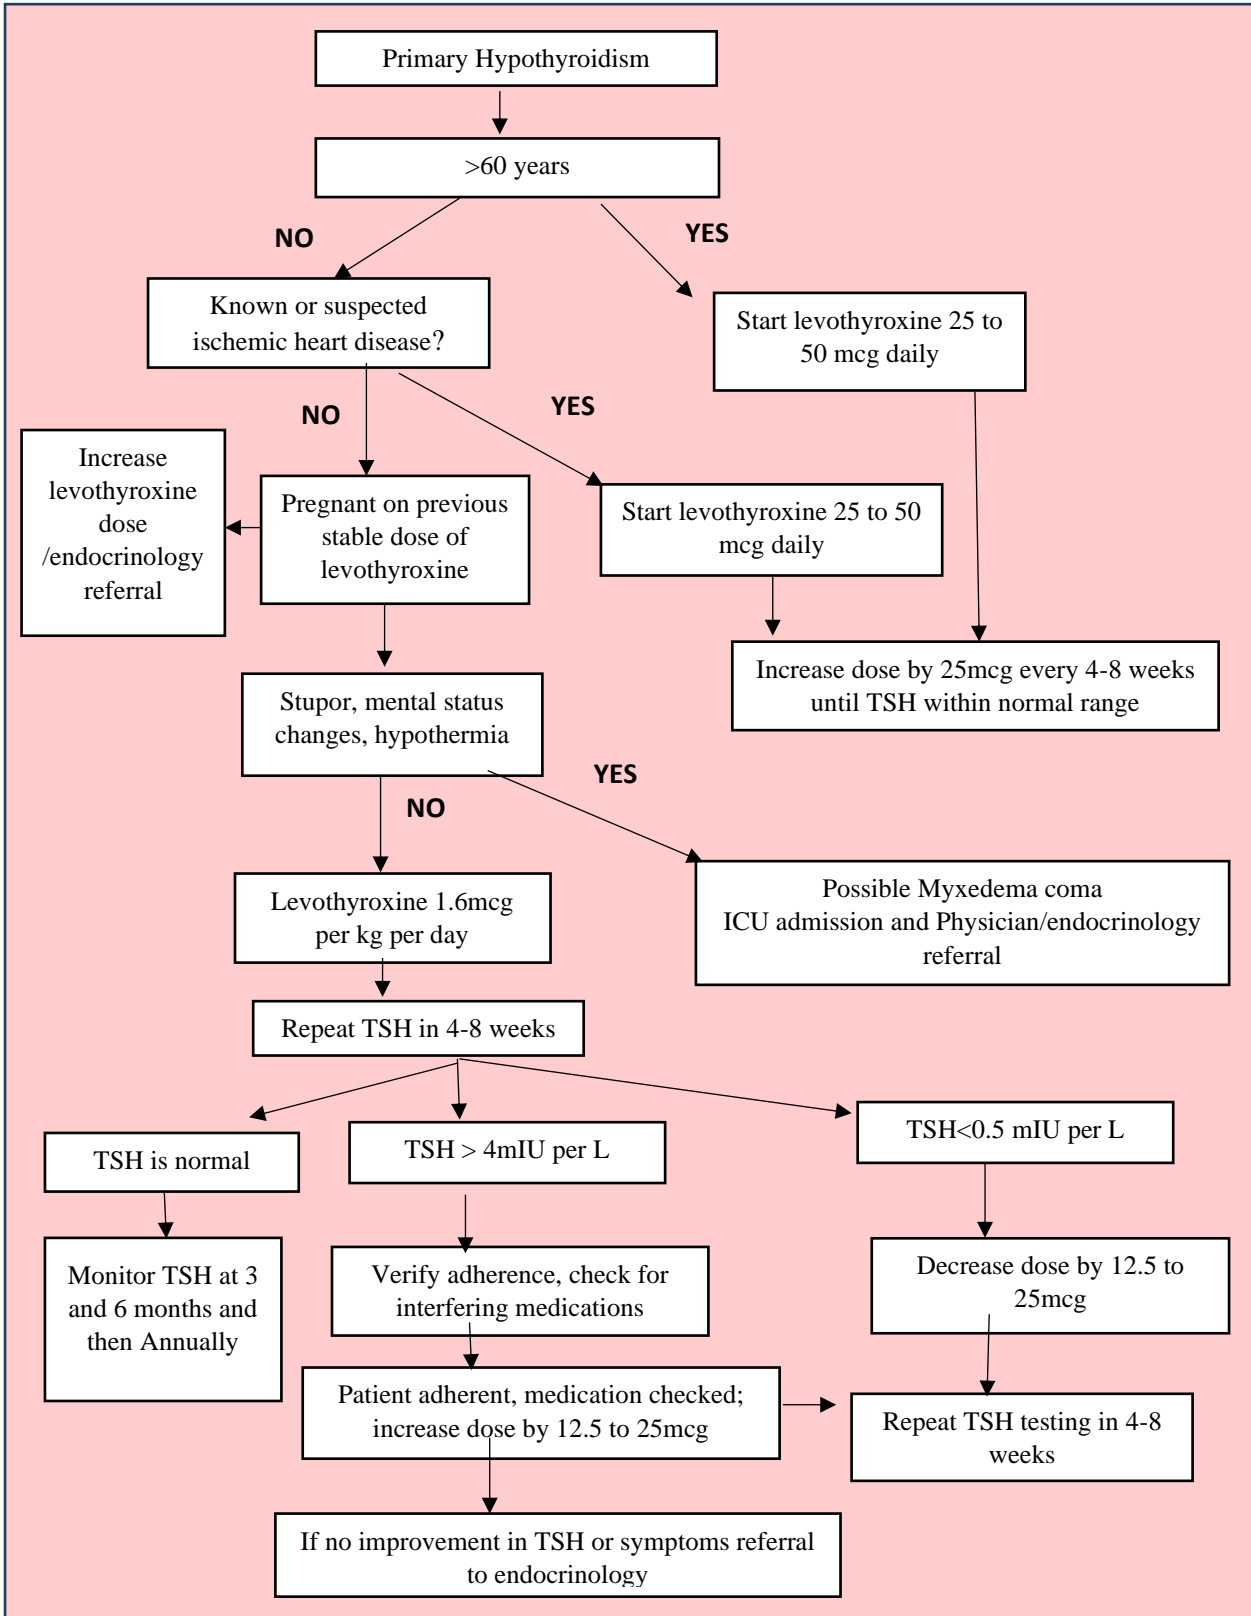 Primary Hypothyroidism
>60 years
NO
YES
Known or suspected
ischemic heart disease?
Start levothyroxine 25 to
50 mcg daily
NO
YES
Increase
levothyroxine
dose
/endocrinology
referral
Pregnant on previous
stable dose of
levothyroxine
Start levothyroxine 25 to 50
mcg daily
Increase dose by 25mcg every 4-8 weeks
until TSH within normal range
Stupor, mental status
changes, hypothermia
YES
NO
Levothyroxine 1.6mcg
per kg per day
Possible Myxedema coma
ICU admission and Physician/endocrinology
referral
Repeat TSH in 4-8 weeks
TSH is normal
TSH > 4mIU per L
TSH<0.5 mIU per L
Monitor TSH at 3
and 6 months and
then Annually
Verify adherence, check for
interfering medications
Decrease dose by 12.5 to
25mcg
Patient adherent, medication checked;
increase dose by 12.5 to 25mcg
Repeat TSH testing in 4-8
weeks
If no improvement in TSH or symptoms referral
to endocrinology